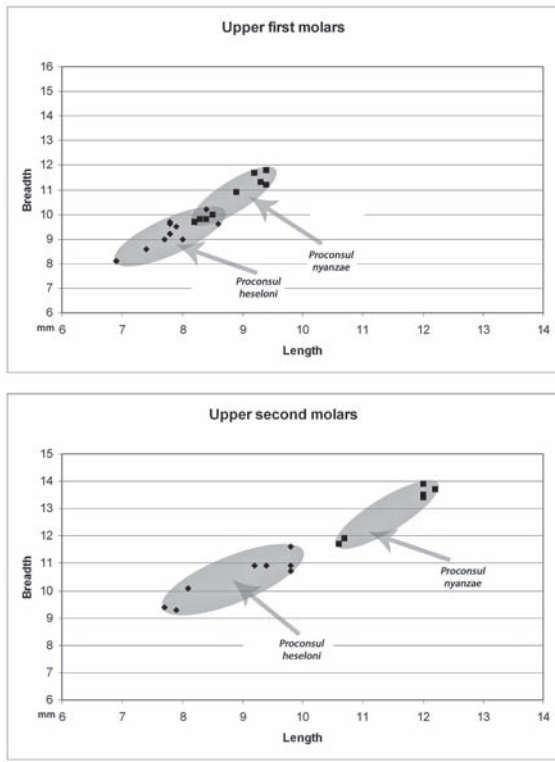 Upper first molars
16
15
14
13
12
11
10
9
8
7
6
Breadth
Proconsul
nyanzae
Proconsul
heseloni
mm
6 7 8 9 10 11 12 13 14
Length
Upper second molars
15
14
13
12
11
10
9
8
7
6
Breadth
Proconsul
nyanzae
Proconsul
heseloni
mm
6 7 8 9 10 11 12 13 14
Length